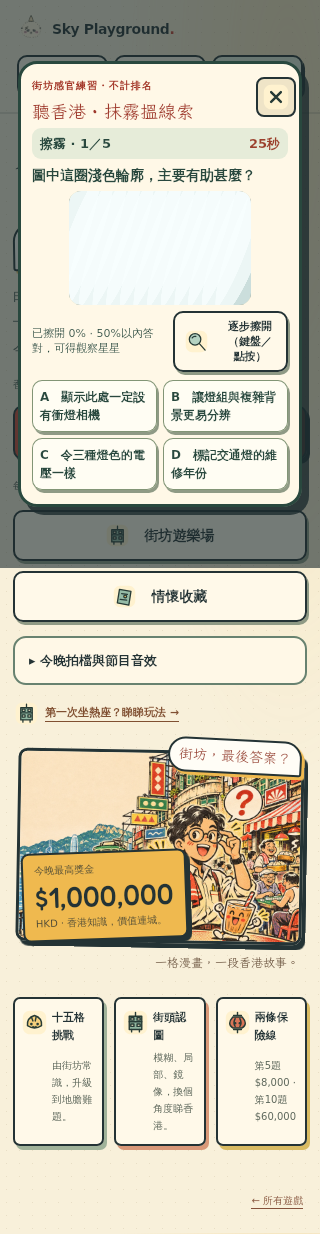 Sky Playground.
街坊感官練習・不計排名
聽香港・抹霧搵線索
擦霧・1／5
25秒
圖中這圈淺色輪廓，主要有助甚麼？
已擦開 0%・50%以內答
對，可得觀察星星
逐步擦開
（鍵盤／
點按）
A 顯示此處一定設
有衝燈相機
B 讓燈組與複雜背
景更易分辨
C 令三種燈色的電
壓一樣
D 標記交通燈的維
修年份
街坊遊樂場
情懷收藏
▸ 今晚拍檔與節目音效
第一次坐熱座？睇睇玩法 →
街坊，最後答案？
?
今晚最高獎金
$1,000,000
HKD・香港知識，價值連城。
一格漫畫，一段香港故事。
十五格
挑戰
由街坊常
識，升級
到地膽難
題。
街頭認
圖
模糊、局
部、鏡
像，換個
角度睇香
港。
兩條保
險線
第5題
$8,000・
第10題
$60,000
← 所有遊戲